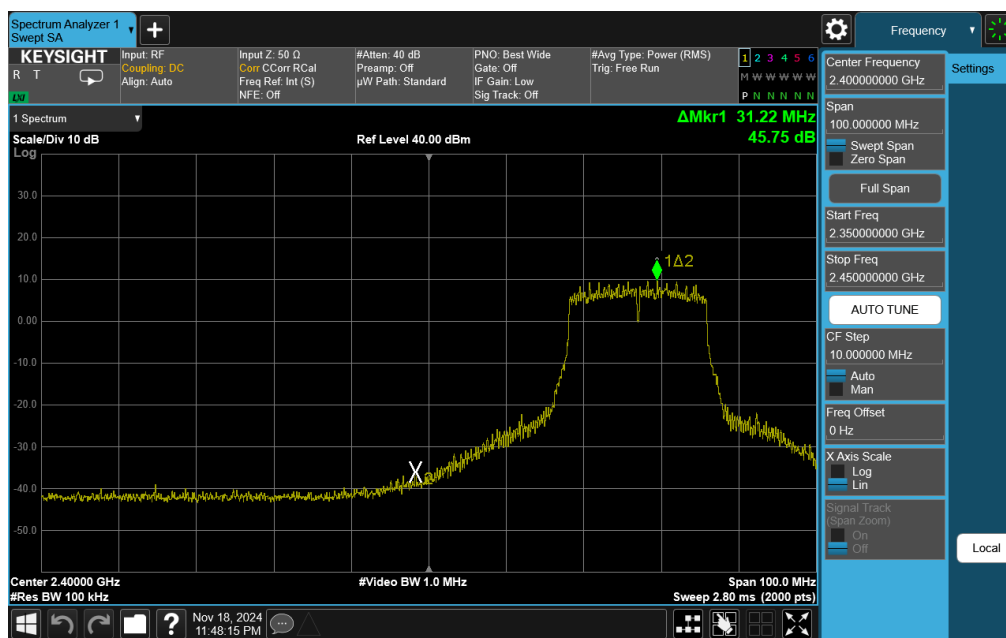 Spectrum Analyzer 1
Swept SA
+
Frequency
KEYSIGHT
R T
LXI
Input: RF
Coupling: DC
Align: Auto
Input Z: 50 Ω
Corr CCorr RCal
Freq Ref: Int (S)
NFE: Off
#Atten: 40 dB
Preamp: Off
µW Path: Standard
PNO: Best Wide
Gate: Off
IF Gain: Low
Sig Track: Off
#Avg Type: Power (RMS)
Trig: Free Run
1 2 3 4 5 6
M W W W W W
P N N N N N
1 Spectrum
ΔMkr1 31.22 MHz
45.75 dB
Scale/Div 10 dB
Ref Level 40.00 dBm
Log
30.0
20.0
10.0
0.00
-10.0
-20.0
-30.0
-40.0
-50.0
1Δ2
X2
Center 2.40000 GHz
#Video BW 1.0 MHz
Span 100.0 MHz
#Res BW 100 kHz
Sweep 2.80 ms (2000 pts)
Center Frequency
2.400000000 GHz
Settings
Span
100.000000 MHz
Swept Span
Zero Span
Full Span
Start Freq
2.350000000 GHz
Stop Freq
2.450000000 GHz
AUTO TUNE
CF Step
10.000000 MHz
Auto
Man
Freq Offset
0 Hz
X Axis Scale
Log
Lin
Signal Track
(Span Zoom)
On
Off
Local
?
Nov 18, 2024
11:48:15 PM